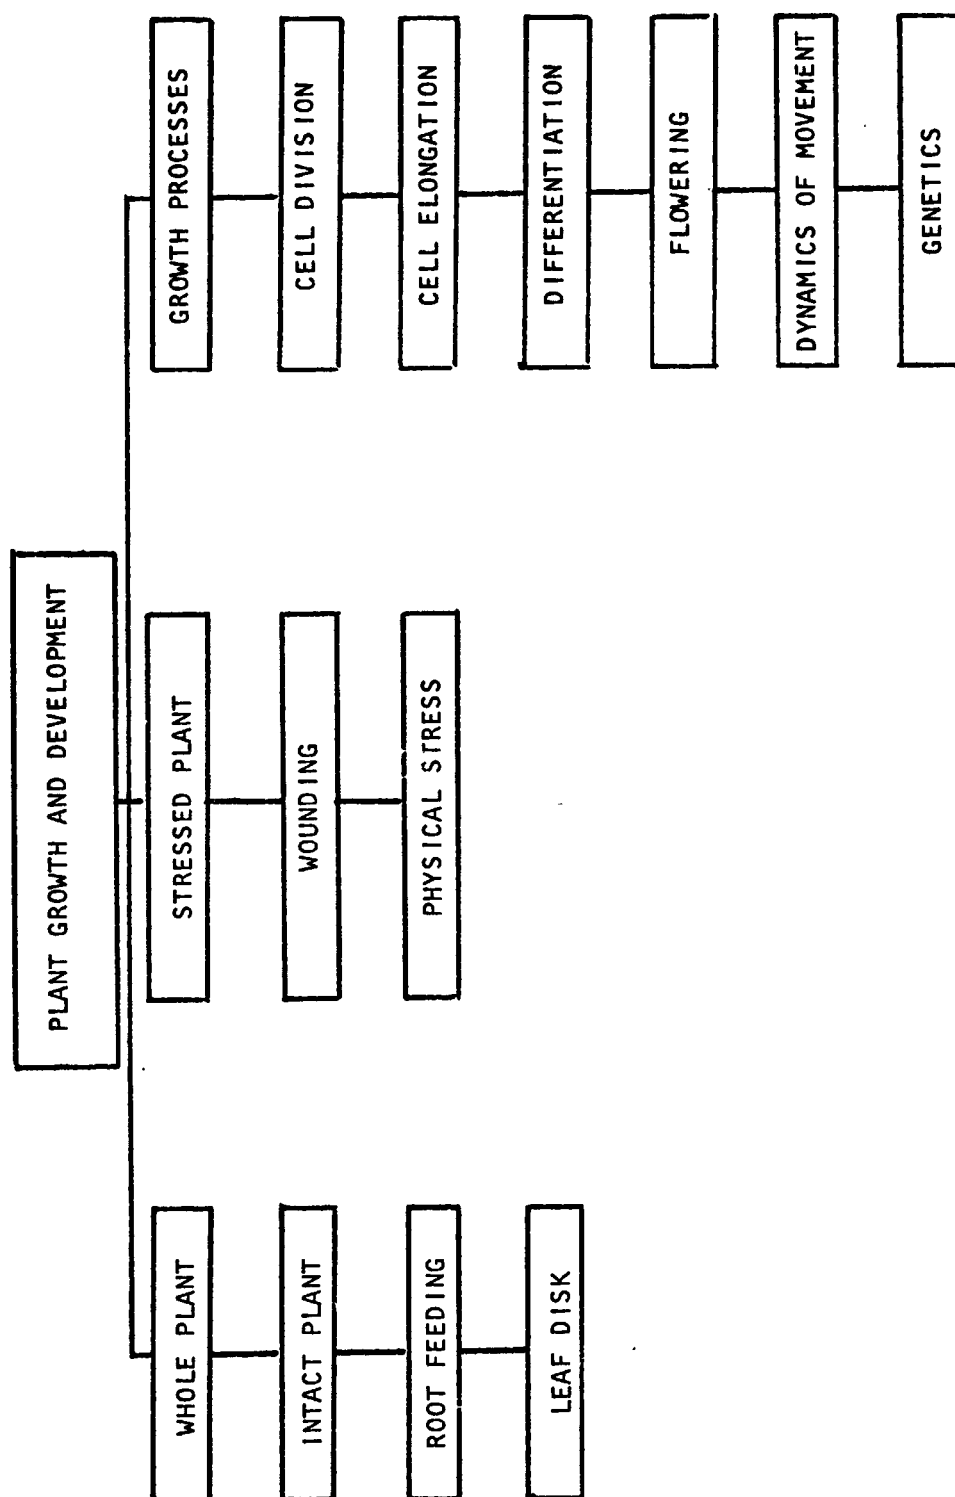 PLANT GROWTH AND DEVELOPMENT
WHOLE PLANT
INTACT PLANT
ROOT FEEDING
LEAF DISK
STRESSED PLANT
WOUNDING
PHYSICAL STRESS
GROWTH PROCESSES
CELL DIVISION
CELL ELONGATION
DIFFERENTIATION
FLOWERING
DYNAMICS OF MOVEMENT
GENETICS